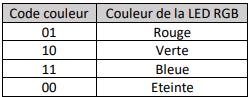 Code couleur Couleur de la LED RGB
01 Rouge
10 Verte
11 Bleue
00 Eteinte